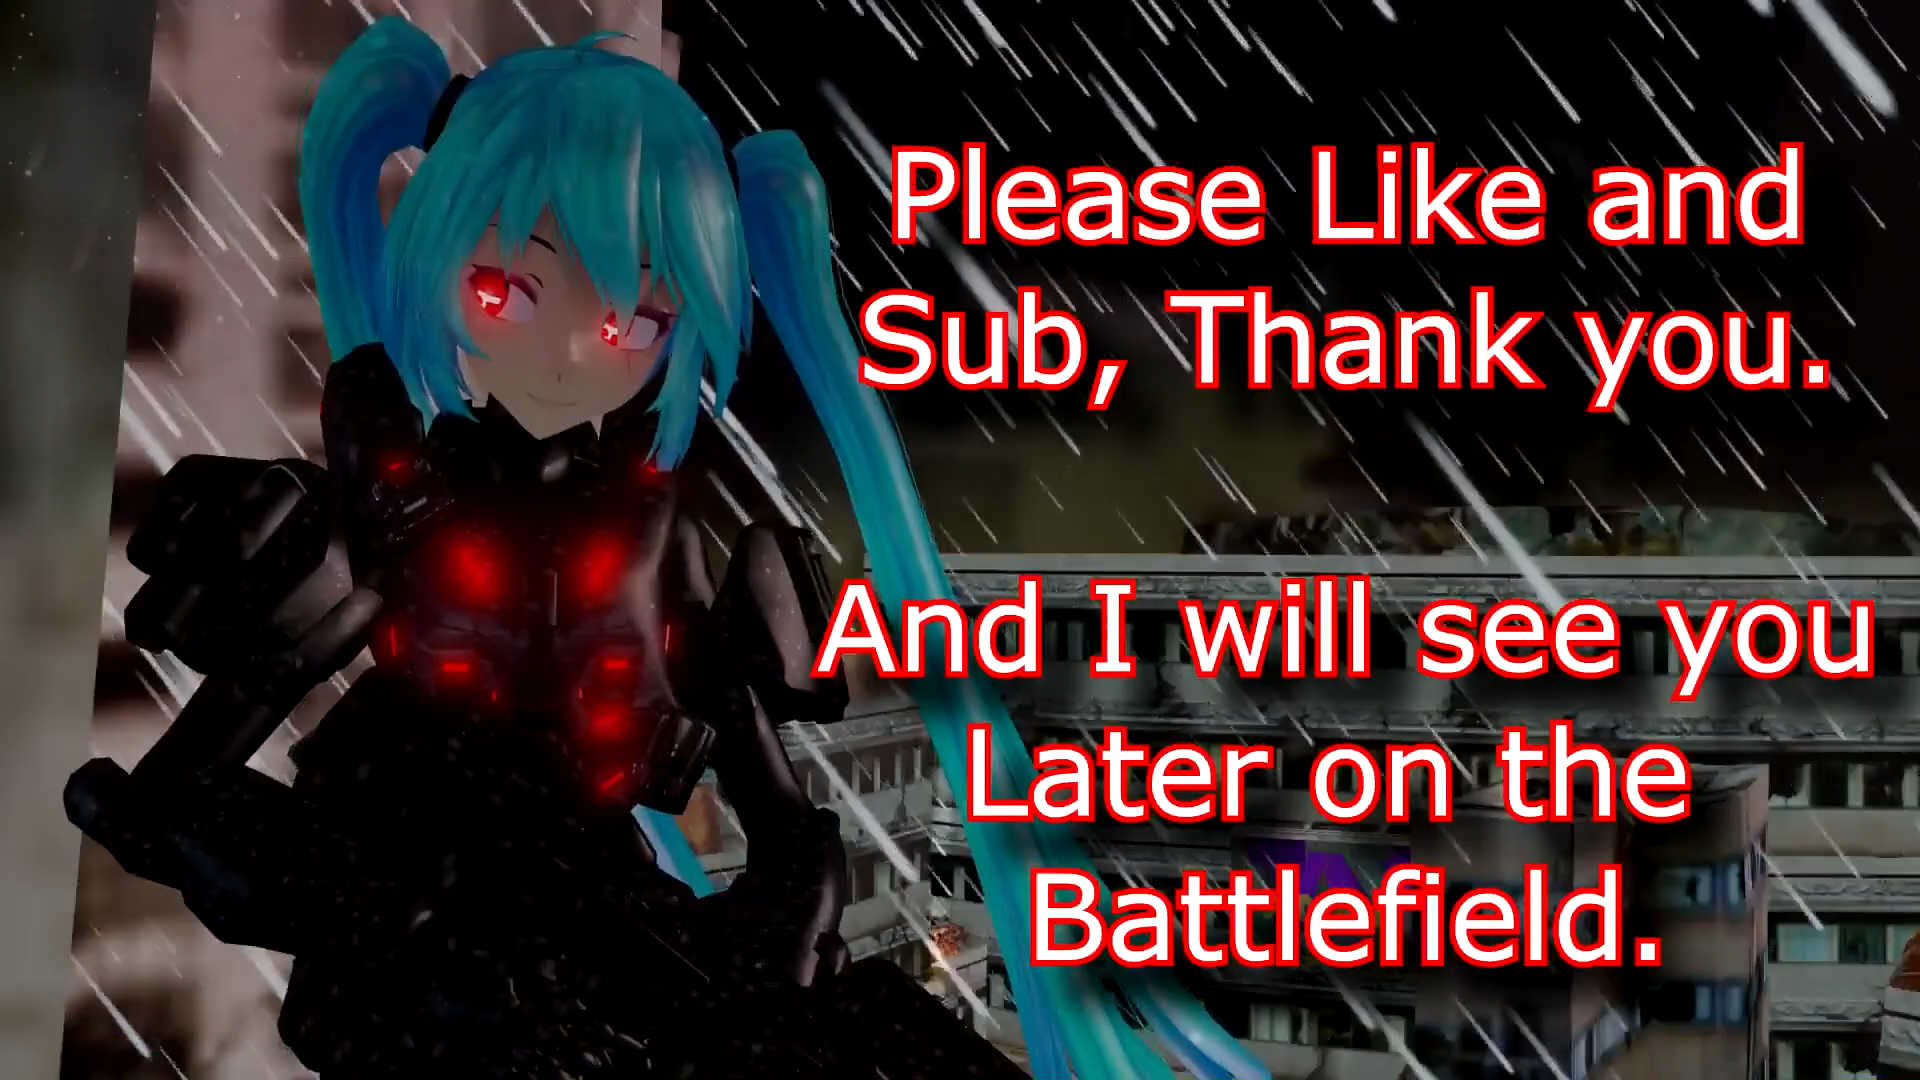 Please Like and
Sub, Thank you.
And I will see you
Later on the
Battlefield.